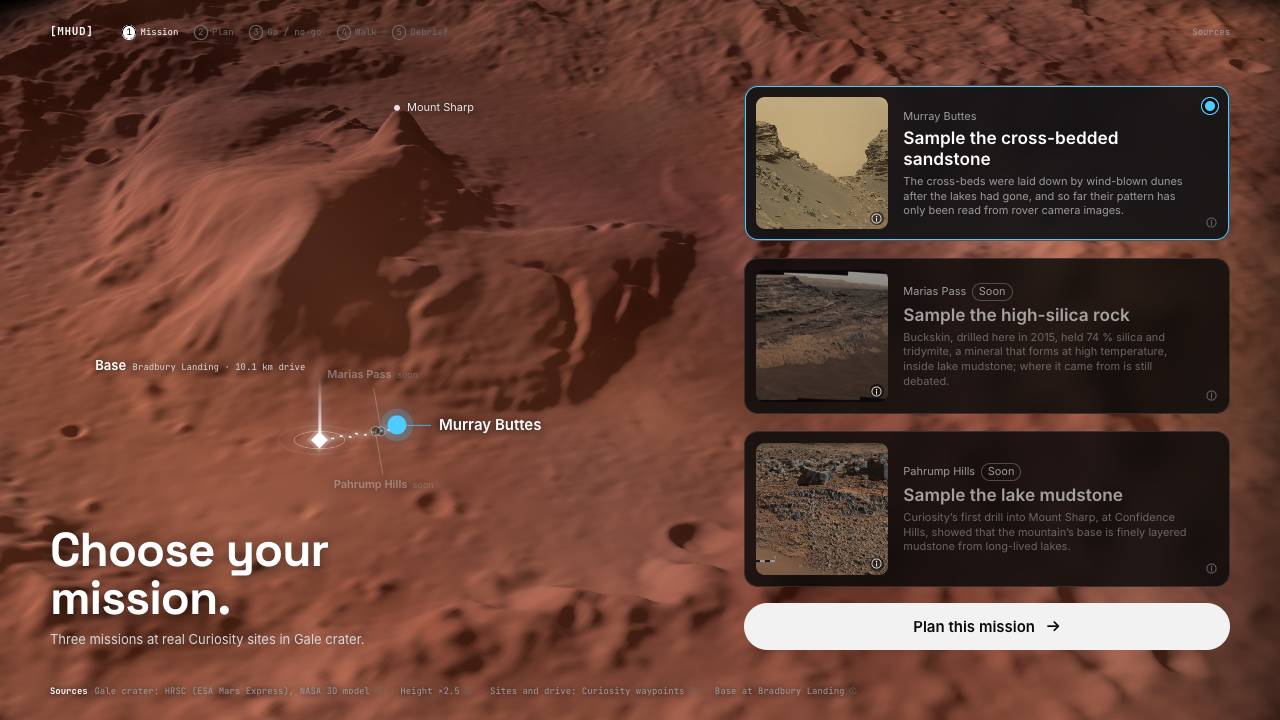 [MHUD] 1 Mission 2 Plan 3 Go / no-go 4 Walk 5 Debrief Sources
Mount Sharp
Base Bradbury Landing · 10.1 km drive
Marias Pass soon
Murray Buttes
Pahrump Hills soon
Choose your
mission.
Three missions at real Curiosity sites in Gale crater.
Murray Buttes
Sample the cross-bedded
sandstone
The cross-beds were laid down by wind-blown dunes
after the lakes had gone, and so far their pattern has
only been read from rover camera images.
Marias Pass Soon
Sample the high-silica rock
Buckskin, drilled here in 2015, held 74 % silica and
tridymite, a mineral that forms at high temperature,
inside lake mudstone; where it came from is still
debated.
Pahrump Hills Soon
Sample the lake mudstone
Curiosity's first drill into Mount Sharp, at Confidence
Hills, showed that the mountain's base is finely layered
mudstone from long-lived lakes.
Plan this mission →
Sources Gale crater: HRSC (ESA Mars Express), NASA 3D model Height ×2.5 Sites and drive: Curiosity waypoints Base at Bradbury Landing